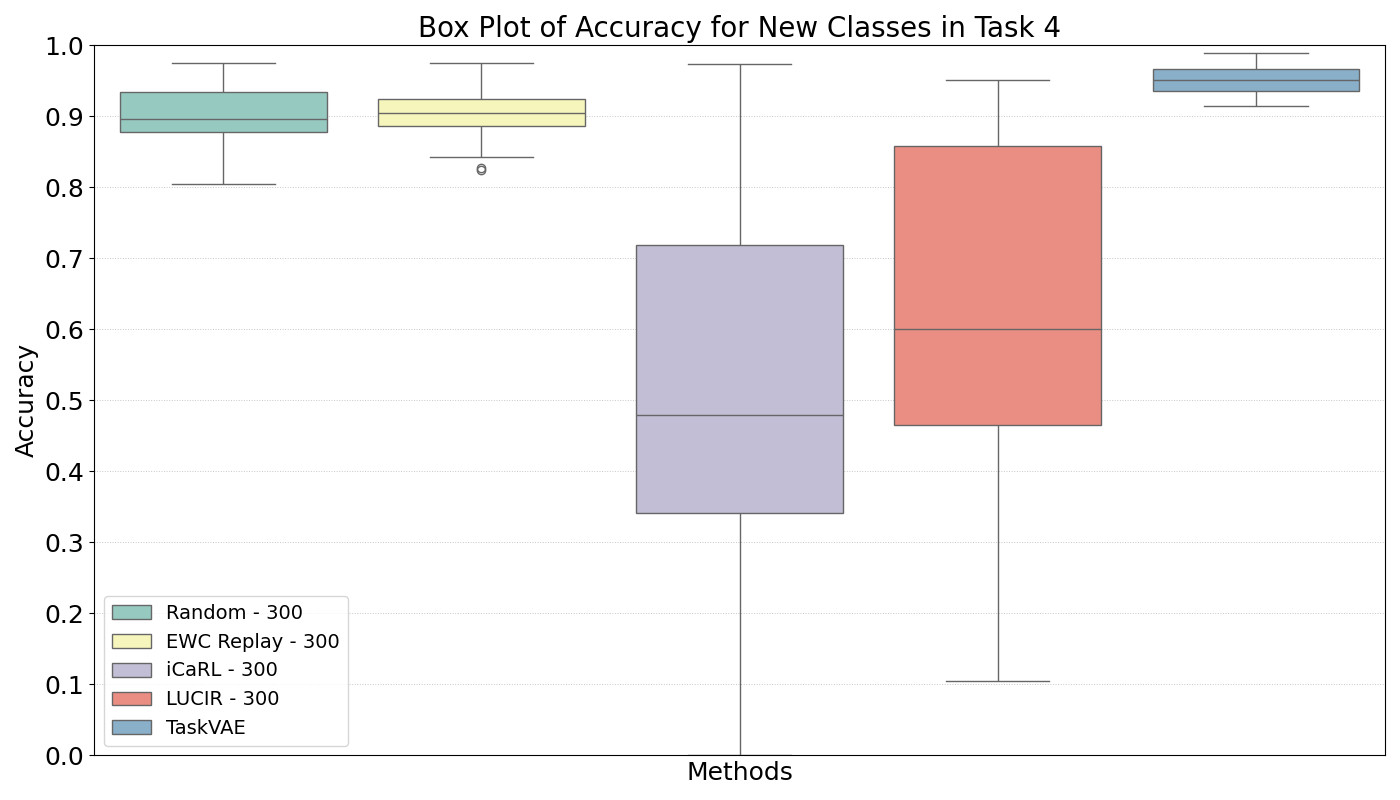 Box Plot of Accuracy for New Classes in Task 4
1.0
0.9
0.8
0.7
0.6
0.5
0.4
0.3
0.2
0.1
0.0
Accuracy
Methods
Random - 300
EWC Replay - 300
iCaRL - 300
LUCIR - 300
TaskVAE